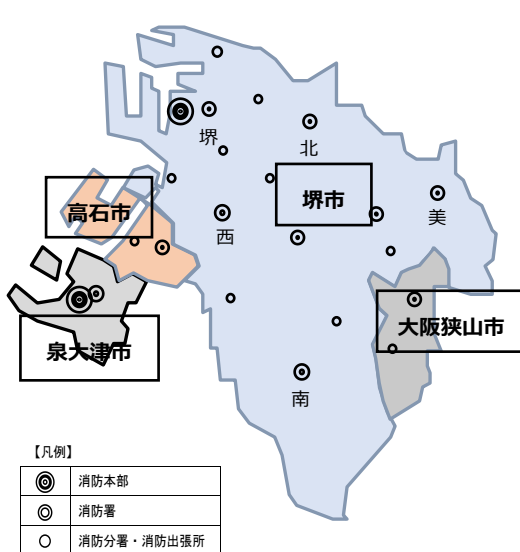 堺
北
高石市
堺市
美
西
大阪狭山市
泉大津市
南
【凡例】
消防本部
消防署
消防分署・消防出張所